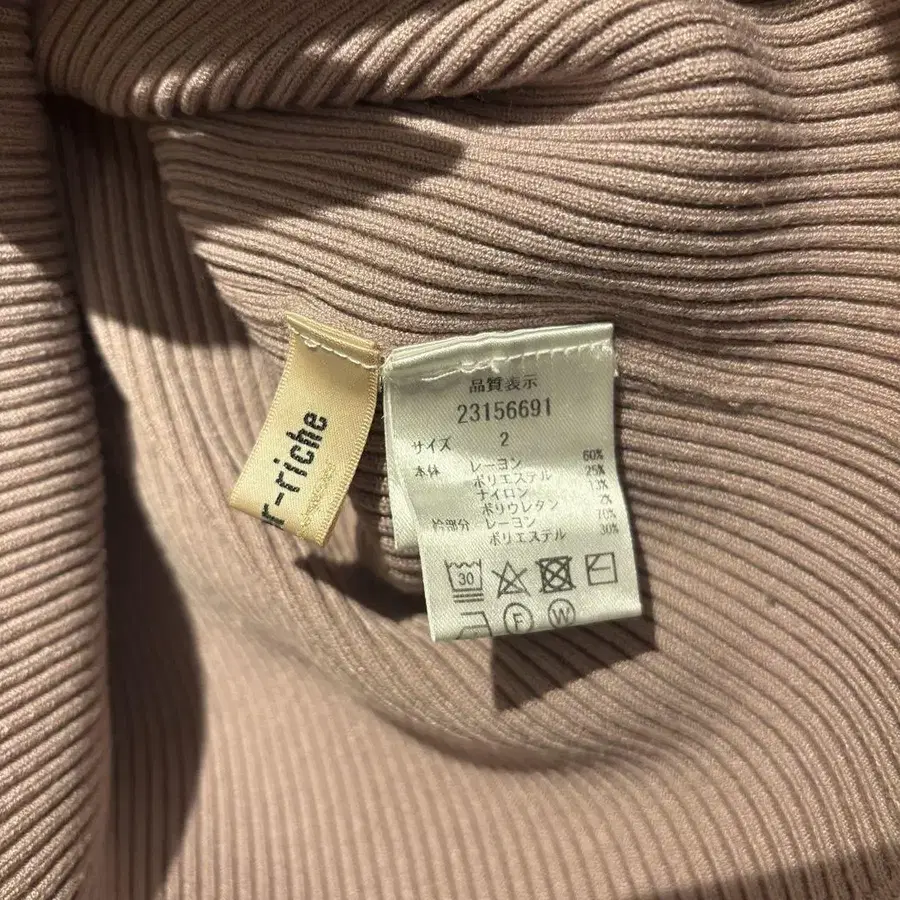 r-riche
品質表示
23156691
サイズ 2
本体 レーヨン 60%
ポリエステル 25%
ナイロン 13%
ポリウレタン 2%
衿部分 レーヨン 70%
ポリエステル 30%
30
F W